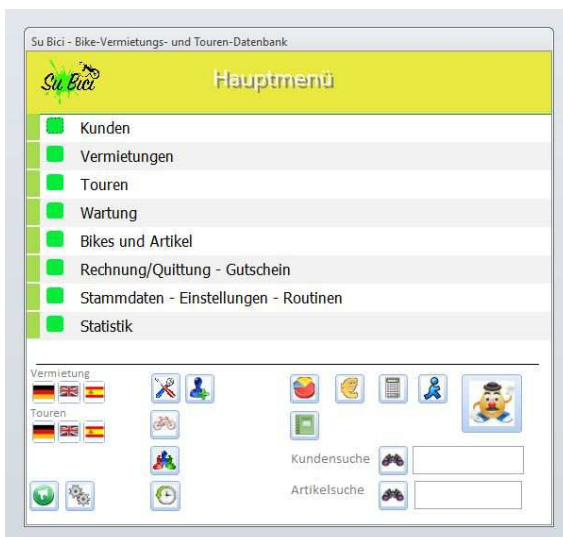 Su Bici - Bike-Vermietungs- und Touren-Datenbank
Su Bici
Hauptmenü
Kunden
Vermietungen
Touren
Wartung
Bikes und Artikel
Rechnung/Quittung - Gutschein
Stammdaten - Einstellungen - Routinen
Statistik
Vermietung
Touren
Kundensuche
Artikelsuche